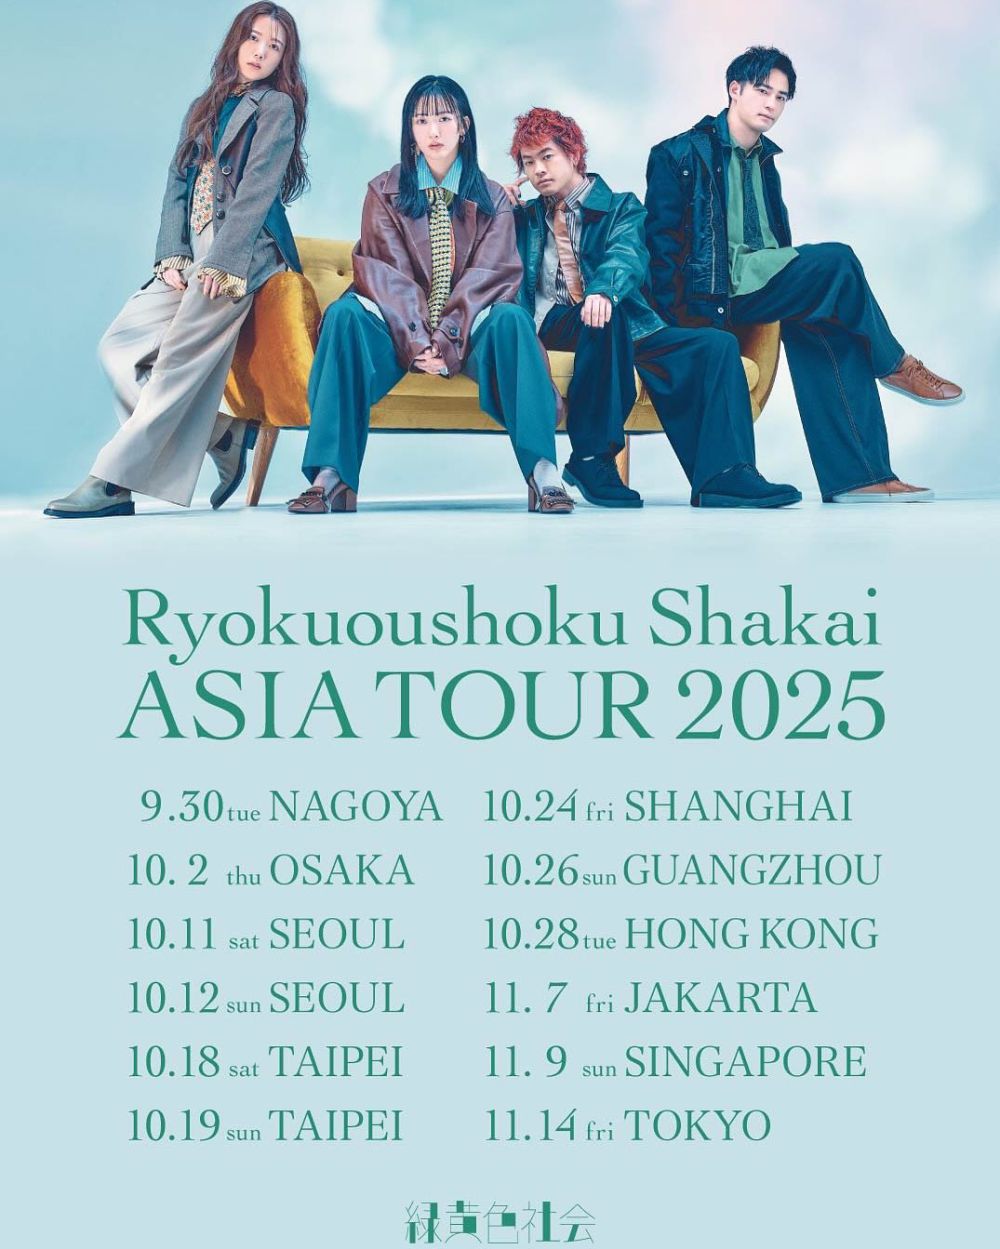 Ryokuoushoku Shakai
ASIA TOUR 2025
9.30 tue NAGOYA
10. 2 thu OSAKA
10.11 sat SEOUL
10.12 sun SEOUL
10.18 sat TAIPEI
10.19 sun TAIPEI
10.24 fri SHANGHAI
10.26 sun GUANGZHOU
10.28 tue HONG KONG
11. 7 fri JAKARTA
11. 9 sun SINGAPORE
11.14 fri TOKYO
緑黄色社会